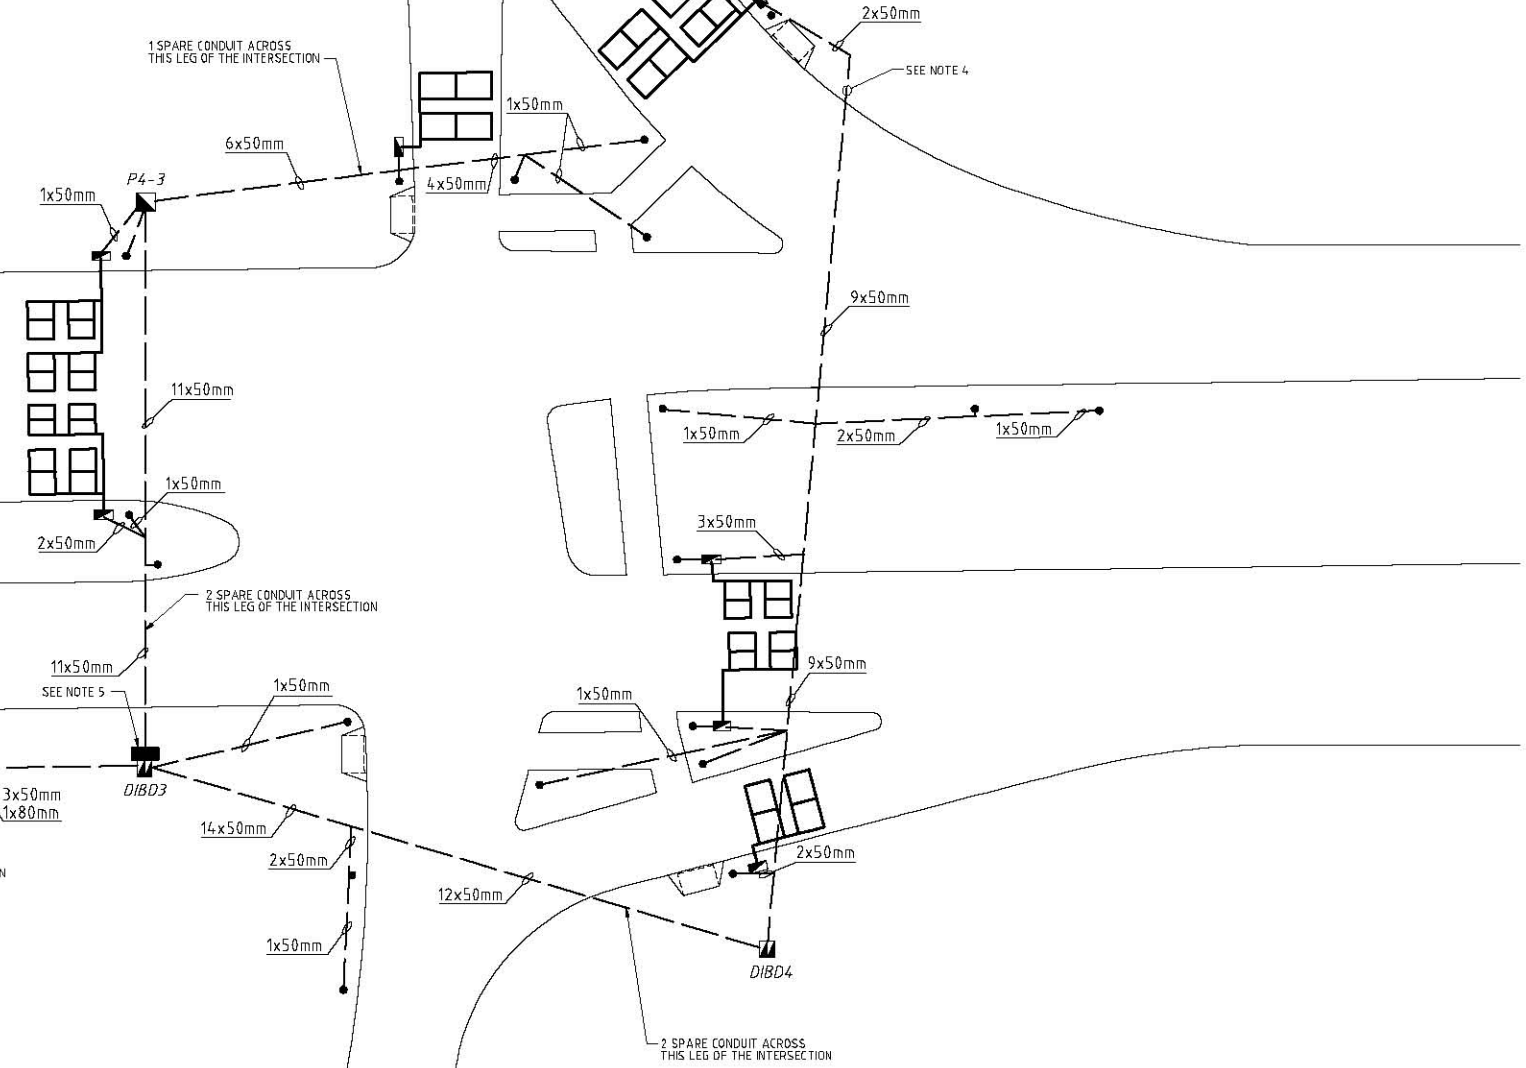 2x50mm
1 SPARE CONDUIT ACROSS
THIS LEG OF THE INTERSECTION
SEE NOTE 4
1x50mm
6x50mm
P4-3
4x50mm
1x50mm
9x50mm
11x50mm
1x50mm
2x50mm
1x50mm
1x50mm
3x50mm
2x50mm
2 SPARE CONDUIT ACROSS
THIS LEG OF THE INTERSECTION
11x50mm
9x50mm
SEE NOTE 5
1x50mm
1x50mm
DIBD3
3x50mm
1x80mm
14x50mm
2x50mm
2x50mm
N
12x50mm
1x50mm
DIBD4
2 SPARE CONDUIT ACROSS
THIS LEG OF THE INTERSECTION